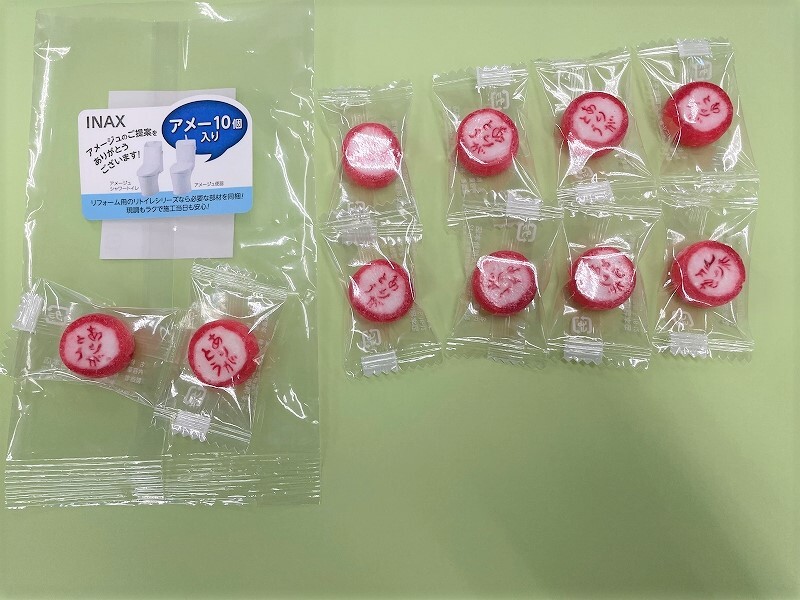 INAX
アメージュのご提案を
ありがとう
ございます！
アメー10個
入り
アメージュ
シャワートイレ
アメージュ便器
リフォーム用のリトイレシリーズなら必要な部材を同梱！
現調もラクで施工当日も安心！
ありが
とう
ありが
とう
ありが
とう